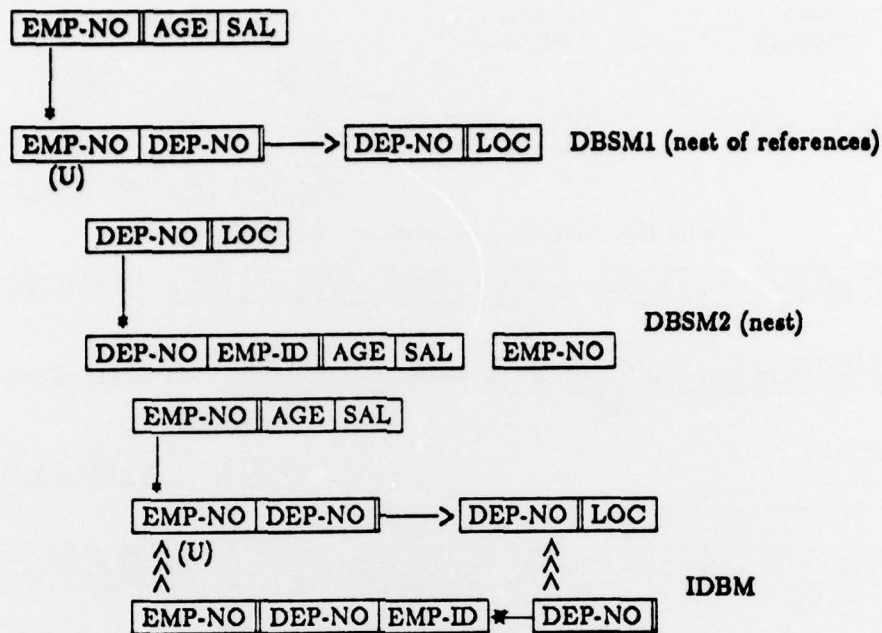 EMP-NO AGE SAL
EMP-NO DEP-NO DEP-NO LOC DBSM1 (nest of references)
(U)
DEP-NO LOC
DBSM2 (nest)
DEP-NO EMP-ID AGE SAL EMP-NO
EMP-NO AGE SAL
EMP-NO DEP-NO DEP-NO LOC
(U)
IDBM
EMP-NO DEP-NO EMP-ID DEP-NO